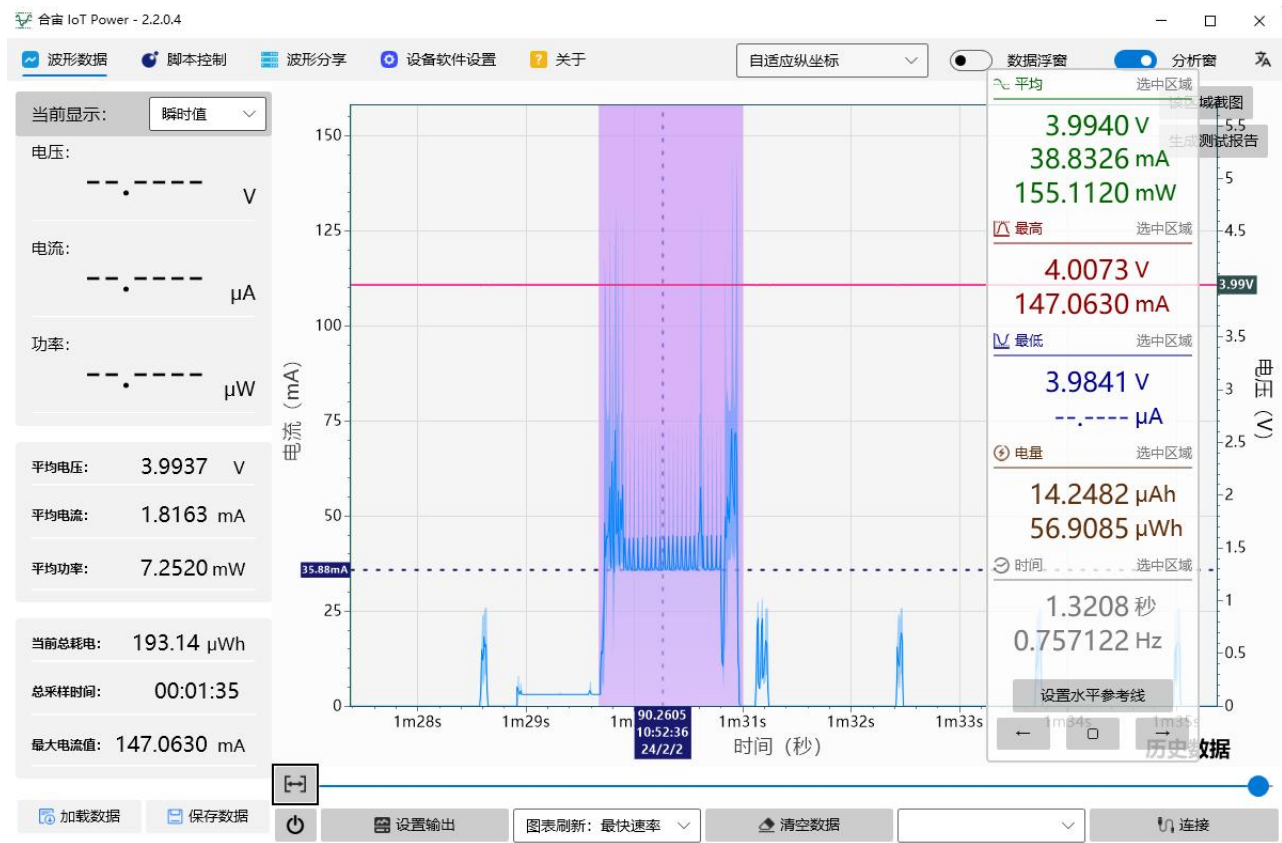 合宙 IoT Power - 2.2.0.4
波形数据 脚本控制 波形分享 设备软件设置 关于 自适应纵坐标 数据浮窗 分析窗
当前显示: 瞬时值
电压:
--.---- V
电流:
--.---- μA
功率:
--.---- μW
平均电压: 3.9937 V
平均电流: 1.8163 mA
平均功率: 7.2520 mW
当前总耗电: 193.14 μWh
总采样时间: 00:01:35
最大电流值: 147.0630 mA
加载数据 保存数据
150
125
100
75
50
35.88mA
25
0
电流 (mA)
1m28s 1m29s 1m 1m31s 1m32s 1m33s 1m34s 1m35s
90.2605
10:52:36
24/2/2
时间 (秒)
平均 选中区域
3.9940 V
38.8326 mA
155.1120 mW
最高 选中区域
4.0073 V
147.0630 mA
最低 选中区域
3.9841 V
--.---- μA
电量 选中区域
14.2482 μAh
56.9085 μWh
时间 选中区域
1.3208 秒
0.757122 Hz
设置水平参考线
← →
该区域截图
生成测试报告
5.5
5
4.5
3.99V
3.5
3
2.5
2
1.5
1
0.5
0
电压 (V)
历史数据
设置输出 图表刷新: 最快速率 清空数据 连接